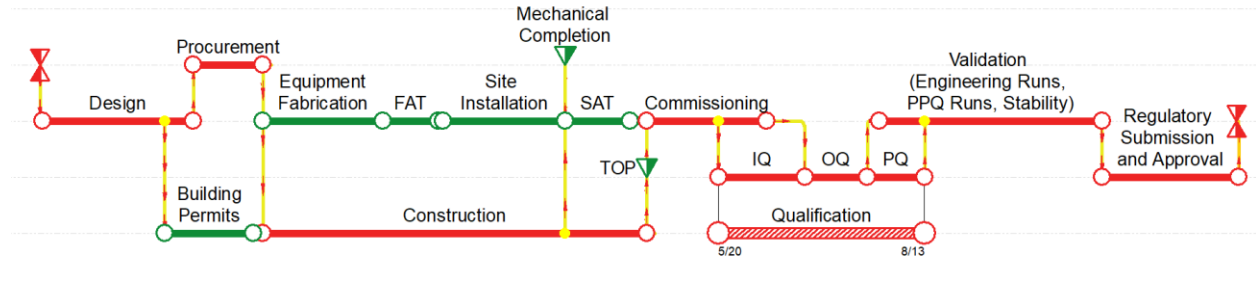 Mechanical
Completion
Procurement
Equipment
Fabrication
FAT
Site
Installation
SAT
Validation
(Engineering Runs,
PPQ Runs, Stability)
Design
Commissioning
Regulatory
Submission
and Approval
TOP
IQ
OQ
PQ
Building
Permits
Construction
Qualification
5/20
8/13